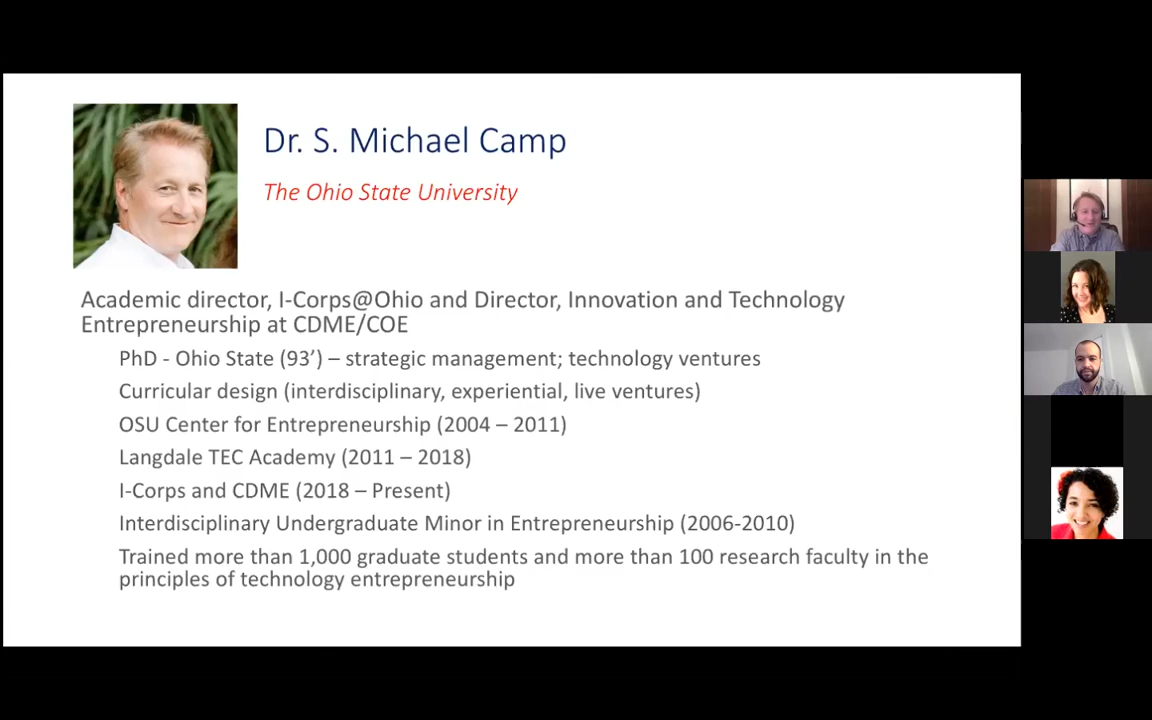 Dr. S. Michael Camp
The Ohio State University
Academic director, I-Corps@Ohio and Director, Innovation and Technology
Entrepreneurship at CDME/COE
PhD - Ohio State (93’) – strategic management; technology ventures
Curricular design (interdisciplinary, experiential, live ventures)
OSU Center for Entrepreneurship (2004 – 2011)
Langdale TEC Academy (2011 – 2018)
I-Corps and CDME (2018 – Present)
Interdisciplinary Undergraduate Minor in Entrepreneurship (2006-2010)
Trained more than 1,000 graduate students and more than 100 research faculty in the
principles of technology entrepreneurship